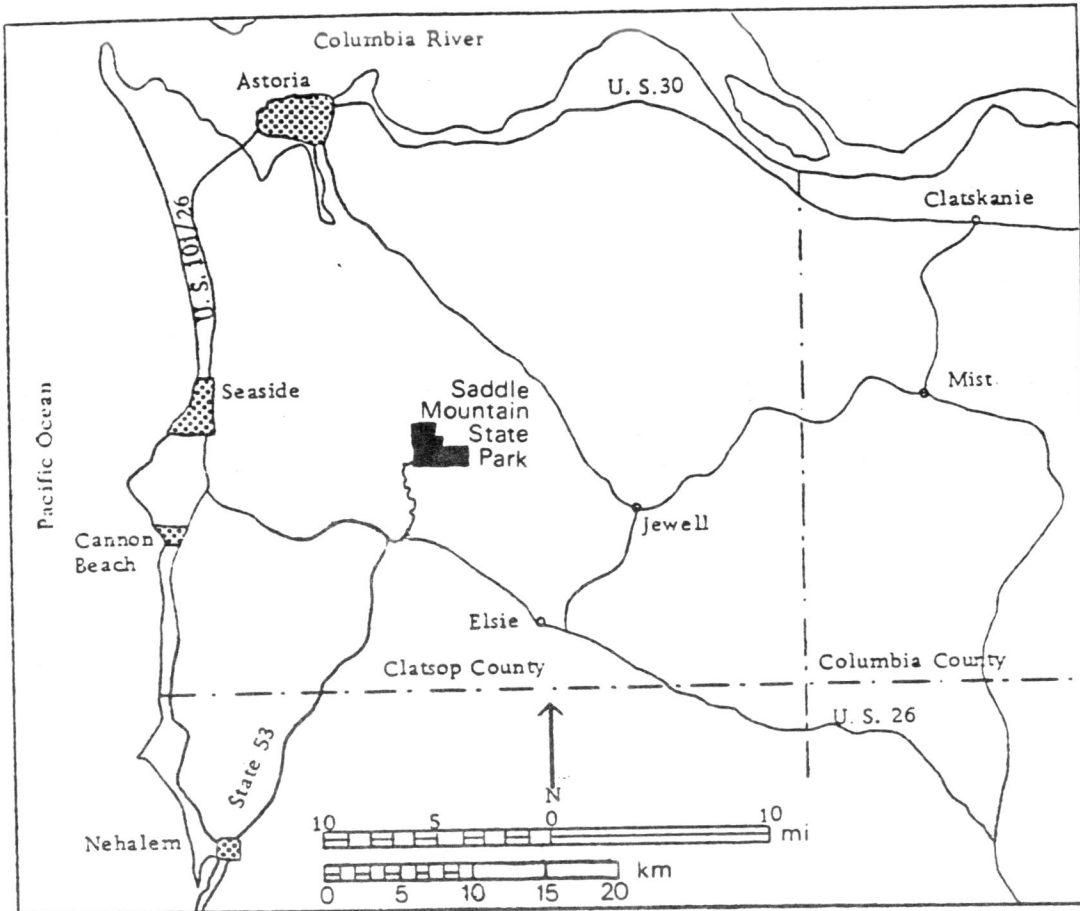 Columbia River
Astoria
U. S. 30
Clatskanie
U. S. 101/26
Pacific Ocean
Seaside
Saddle
Mountain
State
Park
Mist
Jewell
Cannon
Beach
Elsie
Clatsop County
Columbia County
U. S. 26
State 53
Nehalem
N
10 5 0 10
mi
km
0 5 10 15 20